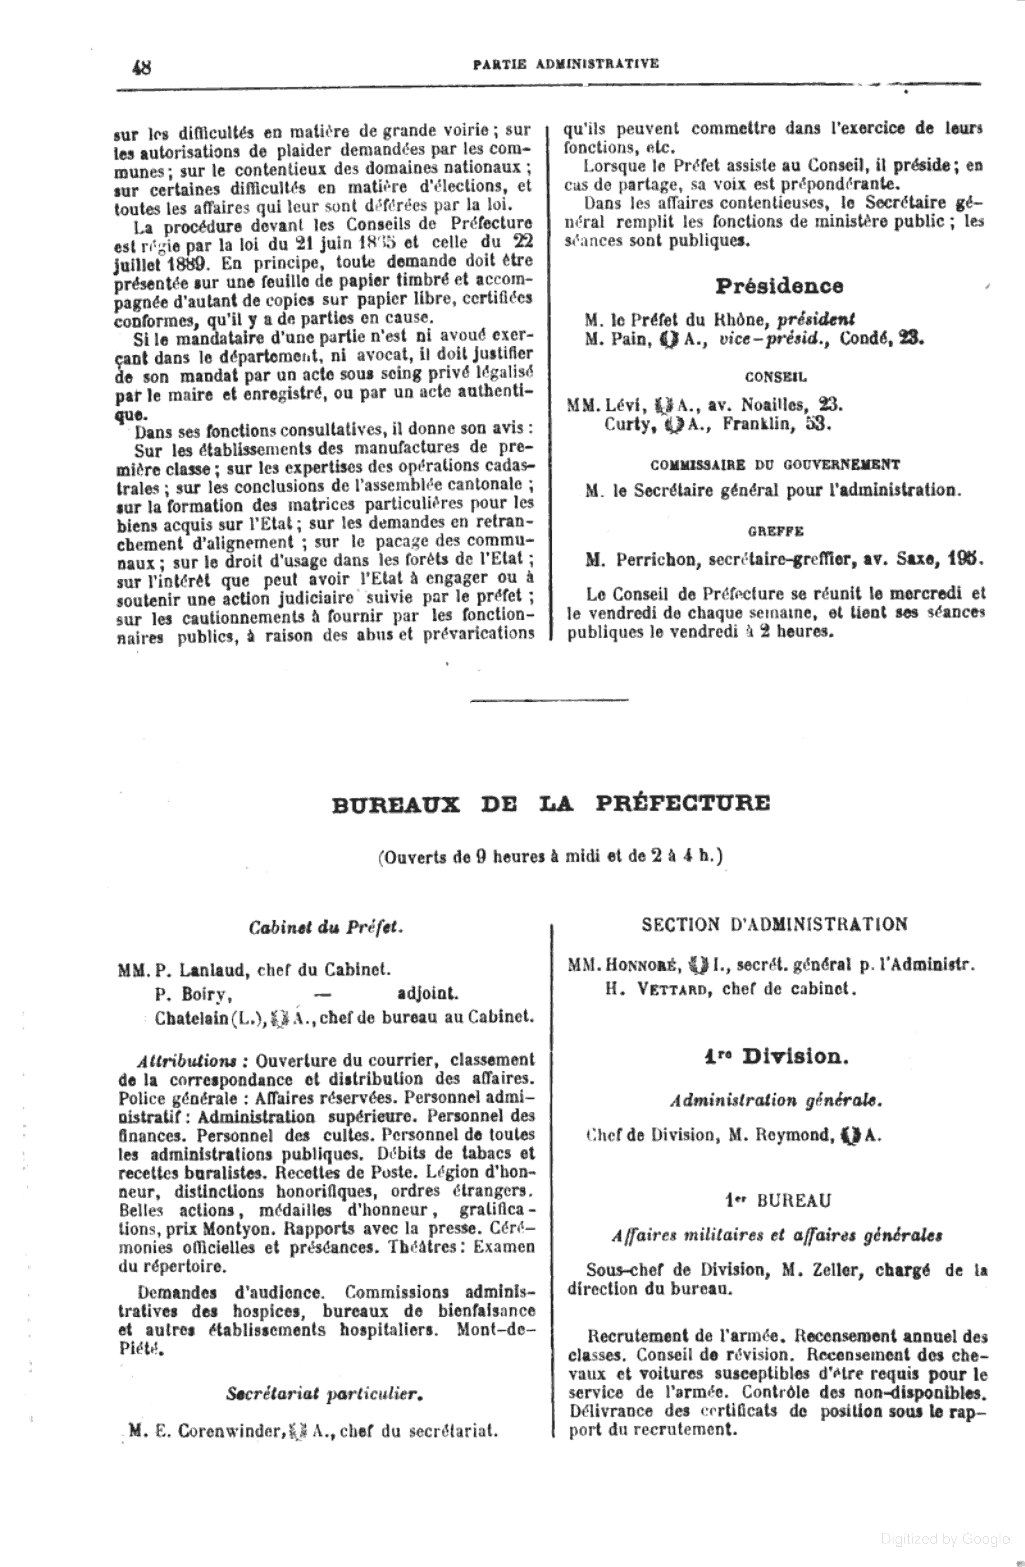 48
PARTIE ADMINISTRATIVE
sur les difficultés en matière de grande voirie ; sur
les autorisations de plaider demandées par les com-
munes ; sur le contentieux des domaines nationaux ;
sur certaines difficultés en matière d'élections, et
toutes les affaires qui leur sont déférées par la loi.
La procédure devant les Conseils de Préfecture
est régie par la loi du 21 juin et celle du 22
juillet 1889. En principe, toute demande doit être
présentée sur une feuille de papier timbré et accom-
pagnée d'autant de copies sur papier libre, certifiées
conformes, qu'il y a de parties en cause.
Si le mandataire d'une partie n'est ni avoué exer-
çant dans le département, ni avocat, il doit justifier
de son mandat par un acte sous seing privé légalisé
par le maire et enregistré, ou par un acte authenti-
que.
Dans ses fonctions consultatives, il donne son avis :
Sur les établissements des manufactures de pre-
mière classe ; sur les expertises des opérations cadas-
trales ; sur les conclusions de l'assemblée cantonale ;
sur la formation des matrices particulières pour les
biens acquis sur l'Etat ; sur les demandes en retran-
chement d'alignement ; sur le pacage des commu-
naux ; sur le droit d'usage dans les forêts de l'Etat ;
sur l'intérêt que peut avoir l'Etat à engager ou à
soutenir une action judiciaire suivie par le préfet ;
sur les cautionnements à fournir par les fonction-
naires publics, à raison des abus et prévarications
qu'ils peuvent commettre dans l'exercice de leurs
fonctions, etc.
Lorsque le Préfet assiste au Conseil, il préside ; en
cas de partage, sa voix est prépondérante.
Dans les affaires contentieuses, le Secrétaire gé-
néral remplit les fonctions de ministère public ; les
séances sont publiques.
Présidence
M. le Préfet du Rhône, président
M. Pain, A., vice-présid., Condé, 23.
CONSEIL
MM. Lévi, A., av. Noailles, 23.
Curty, A., Franklin, 53.
COMMISSAIRE DU GOUVERNEMENT
M. le Secrétaire général pour l'administration.
GREFFE
M. Perrichon, secrétaire-greffier, av. Saxe, 195.
Le Conseil de Préfecture se réunit le mercredi et
le vendredi de chaque semaine, et tient ses séances
publiques le vendredi à 2 heures.
BUREAUX DE LA PRÉFECTURE
(Ouverts de 9 heures à midi et de 2 à 4 h.)
Cabinet du Préfet.
MM. P. Lanlaud, chef du Cabinet.
P. Boiry, — adjoint.
Chatelain (L.), A., chef de bureau au Cabinet.
Attributions : Ouverture du courrier, classement
de la correspondance et distribution des affaires.
Police générale : Affaires réservées. Personnel admi-
nistratif : Administration supérieure. Personnel des
finances. Personnel des cultes. Personnel de toutes
les administrations publiques. Débits de tabacs et
recettes buralistes. Recettes de Poste. Légion d'hon-
neur, distinctions honorifiques, ordres étrangers.
Belles actions, médailles d'honneur, gratifica-
tions, prix Montyon. Rapports avec la presse. Céré-
monies officielles et préséances. Théâtres : Examen
du répertoire.
Demandes d'audience. Commissions adminis-
tratives des hospices, bureaux de bienfaisance
et autres établissements hospitaliers. Mont-de-
Piété.
Secrétariat particulier.
M. E. Corenwinder, A., chef du secrétariat.
SECTION D'ADMINISTRATION
MM. HONNORÉ, I., secrét. général p. l'Administr.
H. VETTARD, chef de cabinet.
1re Division.
Administration générale.
Chef de Division, M. Reymond, A.
1er BUREAU
Affaires militaires et affaires générales
Sous-chef de Division, M. Zeller, chargé de la
direction du bureau.
Recrutement de l'armée. Recensement annuel des
classes. Conseil de révision. Recensement des che-
vaux et voitures susceptibles d'être requis pour le
service de l'armée. Contrôle des non-disponibles.
Délivrance des certificats de position sous le rap-
port du recrutement.
Digitized by Google